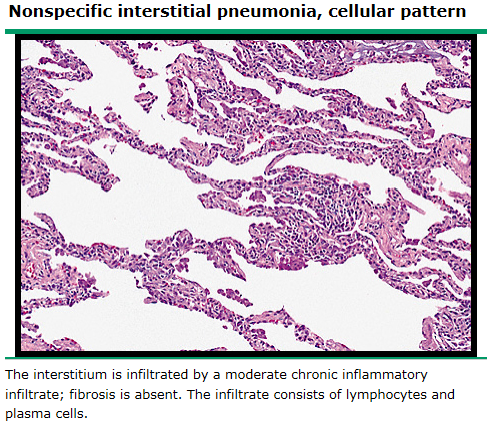 Nonspecific interstitial pneumonia, cellular pattern
The interstitium is infiltrated by a moderate chronic inflammatory
infiltrate; fibrosis is absent. The infiltrate consists of lymphocytes and
plasma cells.